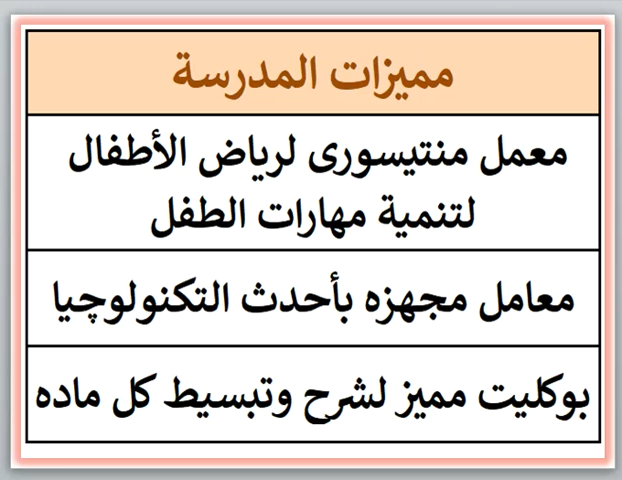 مميزات المدرسة
معمل منتيسورى لرياض الأطفال
لتنمية مهارات الطفل
معامل مجهزه بأحدث التكنولوچيا
بوكليت مميز لشرح وتبسيط كل ماده